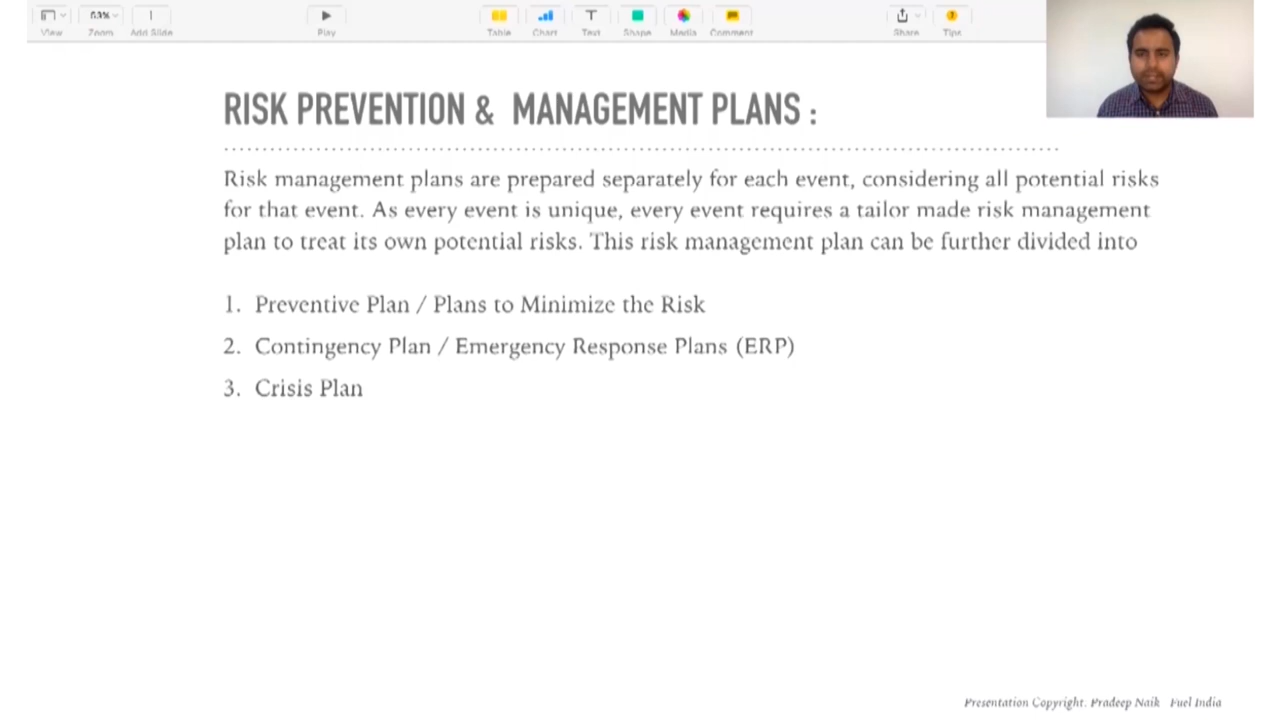 View
Zoom
Add Slide
Play
Table
Chart
Text
Shape
Media
Comment
Share
Tips
RISK PREVENTION & MANAGEMENT PLANS :
Risk management plans are prepared separately for each event, considering all potential risks
for that event. As every event is unique, every event requires a tailor made risk management
plan to treat its own potential risks. This risk management plan can be further divided into
1. Preventive Plan / Plans to Minimize the Risk
2. Contingency Plan / Emergency Response Plans (ERP)
3. Crisis Plan
Presentation Copyright. Pradeep Naik Fuel India